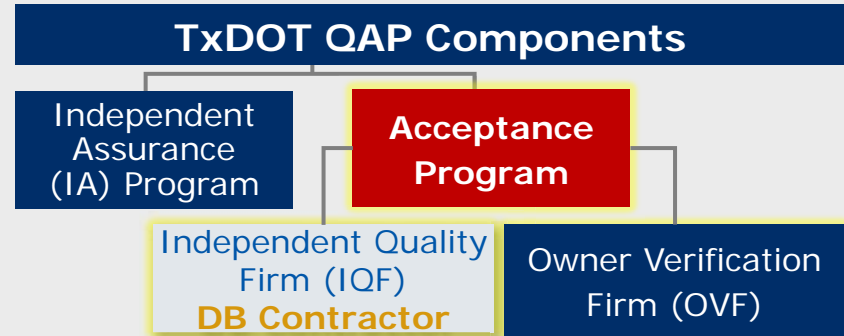 TxDOT QAP Components
Independent
Assurance
(IA) Program
Acceptance
Program
Independent Quality
Firm (IQF)
DB Contractor
Owner Verification
Firm (OVF)